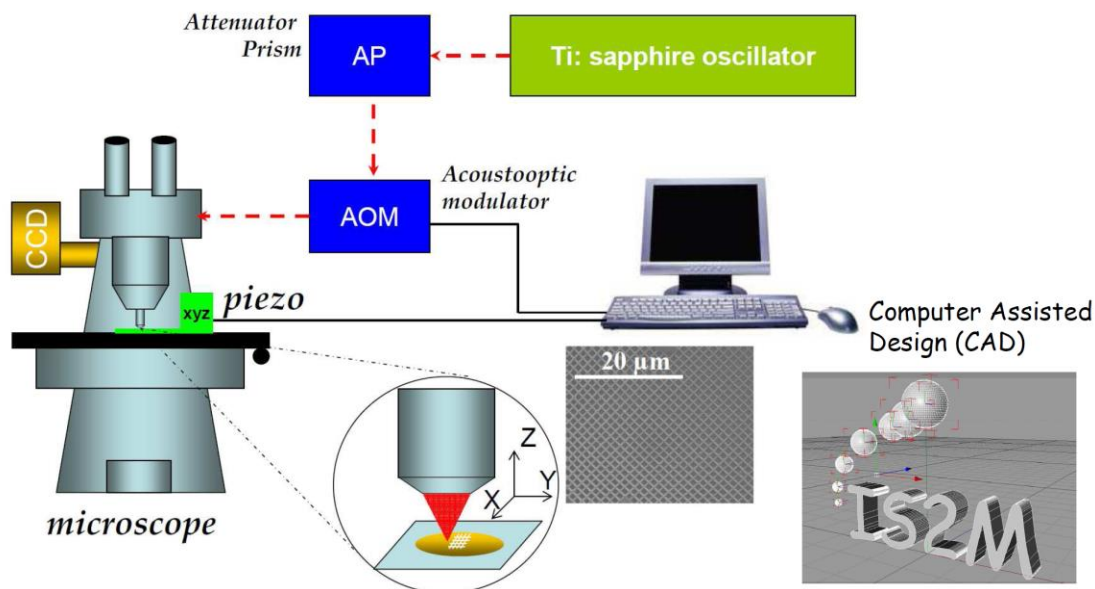 Attenuator
Prism
AP
Ti: sapphire oscillator
Acoustooptic
modulator
AOM
CCD
xyz
piezo
Computer Assisted
Design (CAD)
20 µm
Z
Y
X
IS2M
microscope